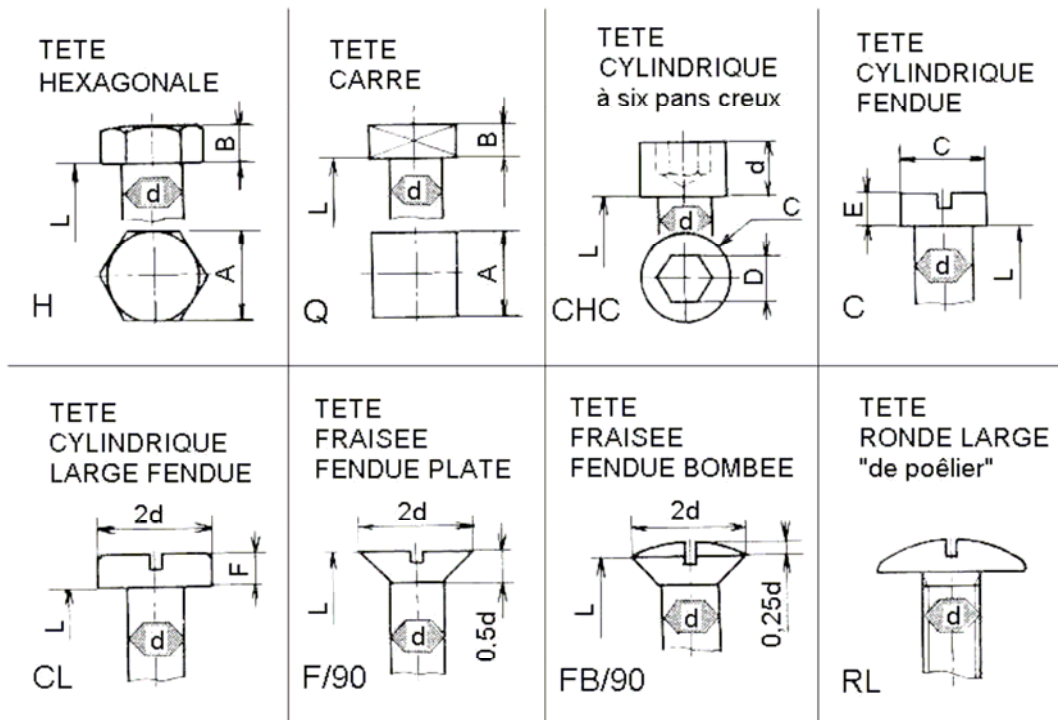 TETE
HEXAGONALE
B
d
L
A
H
TETE
CARRE
B
d
L
A
Q
TETE
CYLINDRIQUE
à six pans creux
d
d
C
L
D
CHC
TETE
CYLINDRIQUE
FENDUE
C
E
d
L
C
TETE
CYLINDRIQUE
LARGE FENDUE
2d
F
L
d
CL
TETE
FRAISEE
FENDUE PLATE
2d
L
0.5d
d
F/90
TETE
FRAISEE
FENDUE BOMBEE
2d
L
0,25d
d
FB/90
TETE
RONDE LARGE
"de poêlier"
d
RL